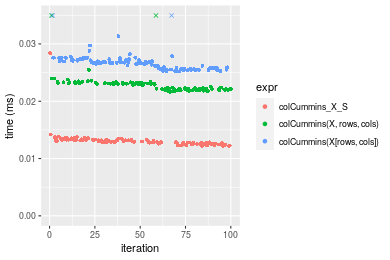 time (ms)
0.03
0.02
0.01
0.00
0
25
50
75
100
iteration
expr
colCummins_X_S
colCummins(X, rows, cols)
colCummins(X[rows, cols])